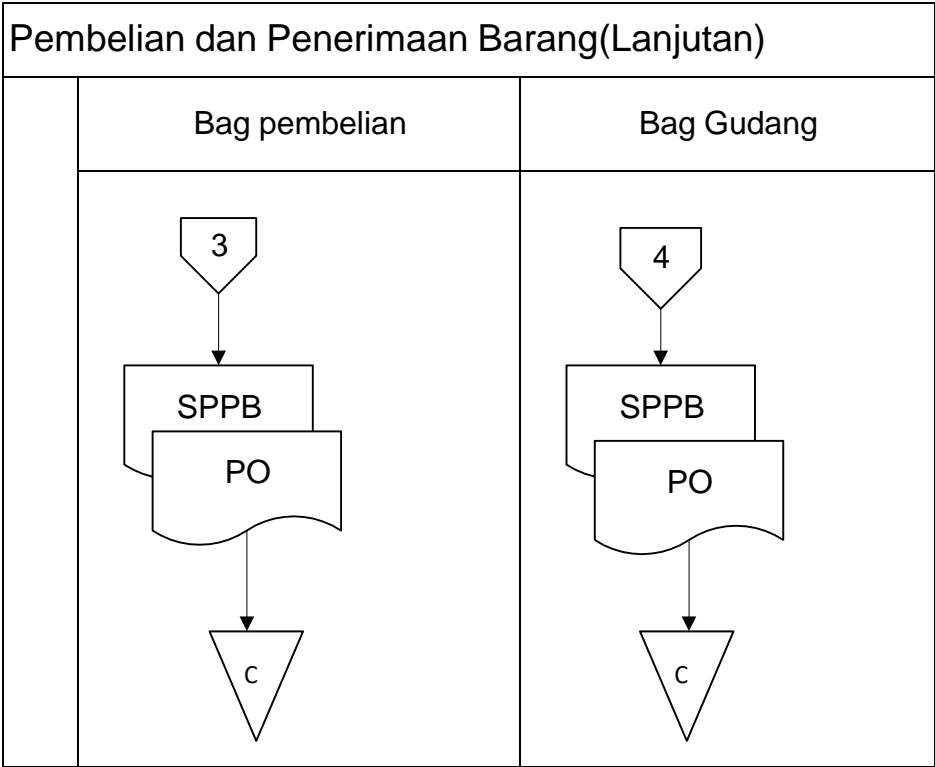 Pembelian dan Penerimaan Barang(Lanjutan)
Bag pembelian
Bag Gudang
3
SPPB
PO
C
4
SPPB
PO
C